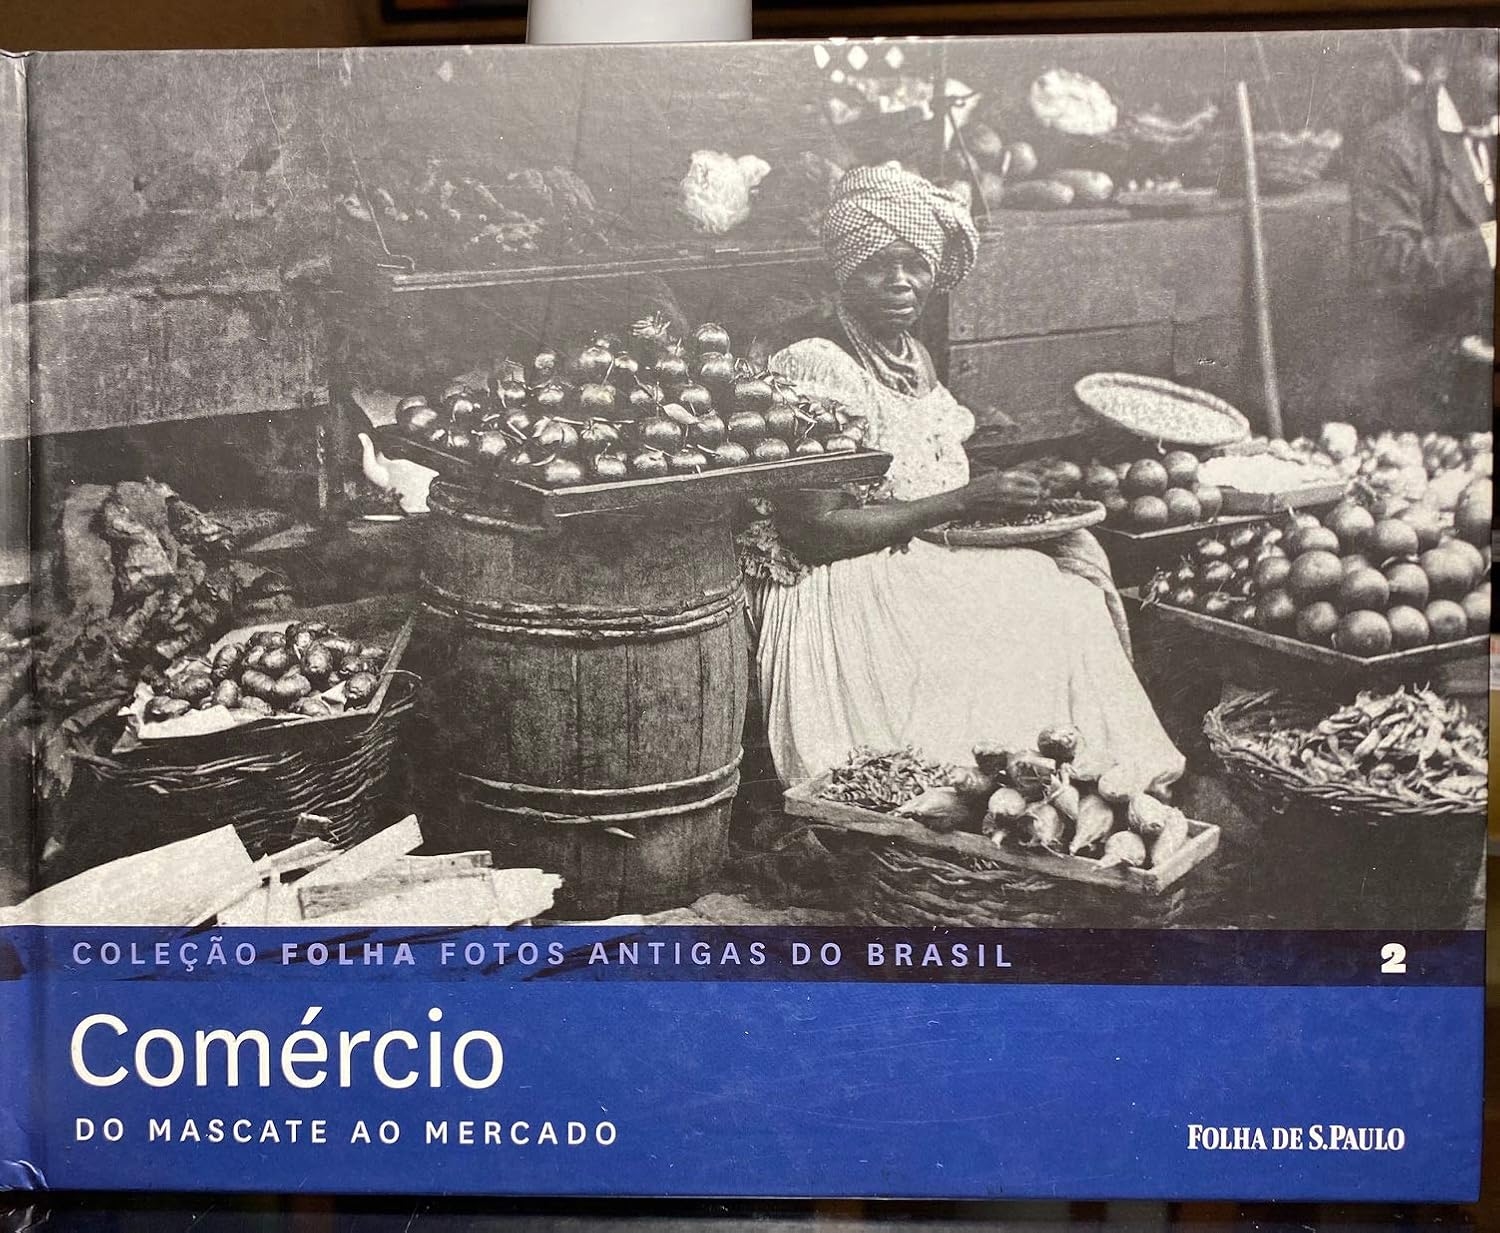 COLEÇÃO FOLHA FOTOS ANTIGAS DO BRASIL 2
Comércio
DO MASCATE AO MERCADO
FOLHA DE S.PAULO